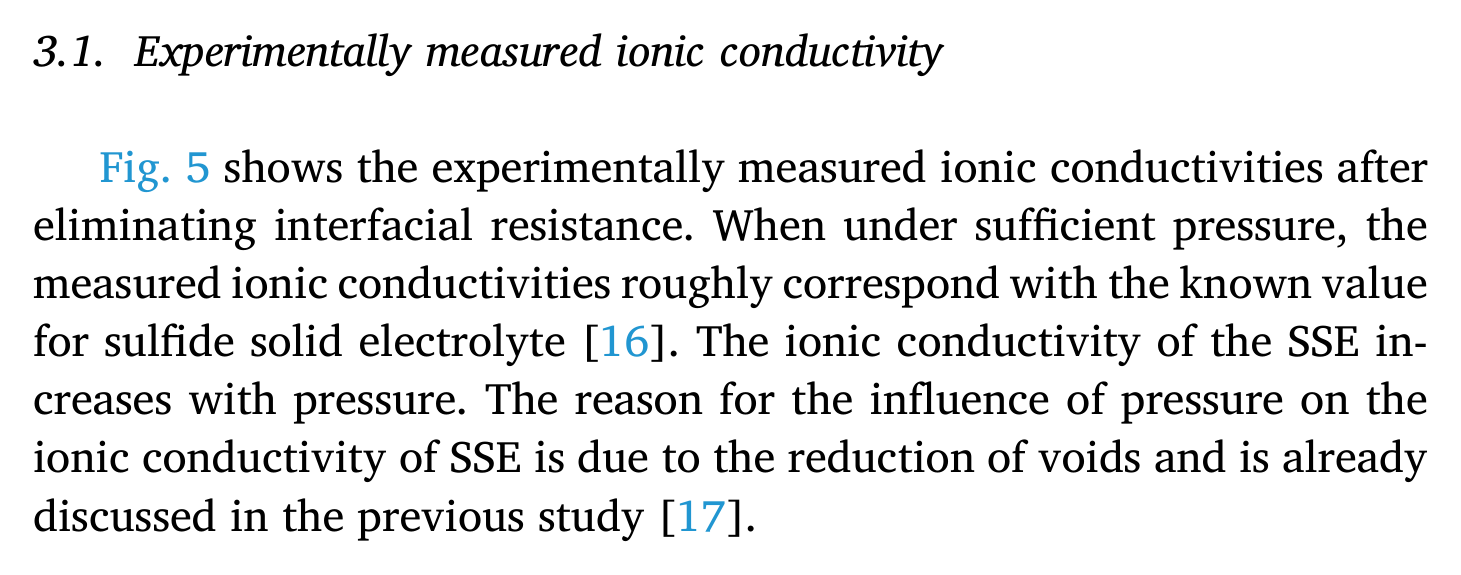 3.1. Experimentally measured ionic conductivity
Fig. 5 shows the experimentally measured ionic conductivities after
eliminating interfacial resistance. When under sufficient pressure, the
measured ionic conductivities roughly correspond with the known value
for sulfide solid electrolyte [16]. The ionic conductivity of the SSE in-
creases with pressure. The reason for the influence of pressure on the
ionic conductivity of SSE is due to the reduction of voids and is already
discussed in the previous study [17].